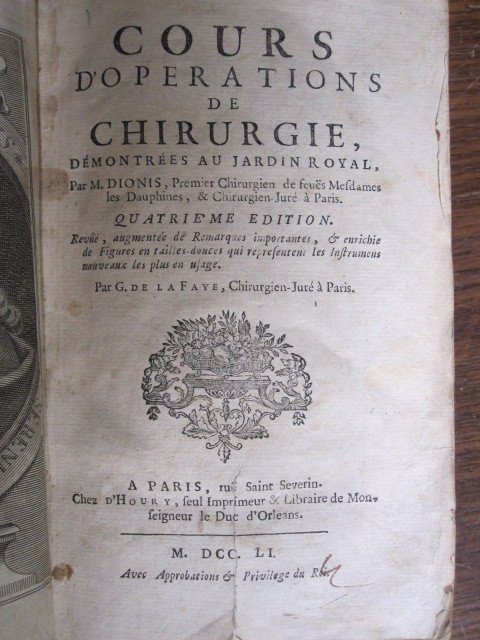 COURS
D'OPERATIONS
DE
CHIRURGIE,
DÉMONTRÉES AU JARDIN ROYAL,
Par M. DIONIS, Premier Chirurgien de feuës Mesdames
les Dauphines, & Chirurgien Juré à Paris.
QUATRIEME EDITION.
Revûë, augmentée de Remarques importantes, & enrichie
de Figures en tailles-douces qui representent les Instrumens
nouveaux les plus en usage.
Par G. DE LA FAYE, Chirurgien-Juré à Paris.
A PARIS, ruë Saint Severin.
Chez D'HOURY, seul Imprimeur & Libraire de Mon-
seigneur le Duc d'Orleans.
M. DCC. LI.
Avec Approbations & Privilege du Roi.